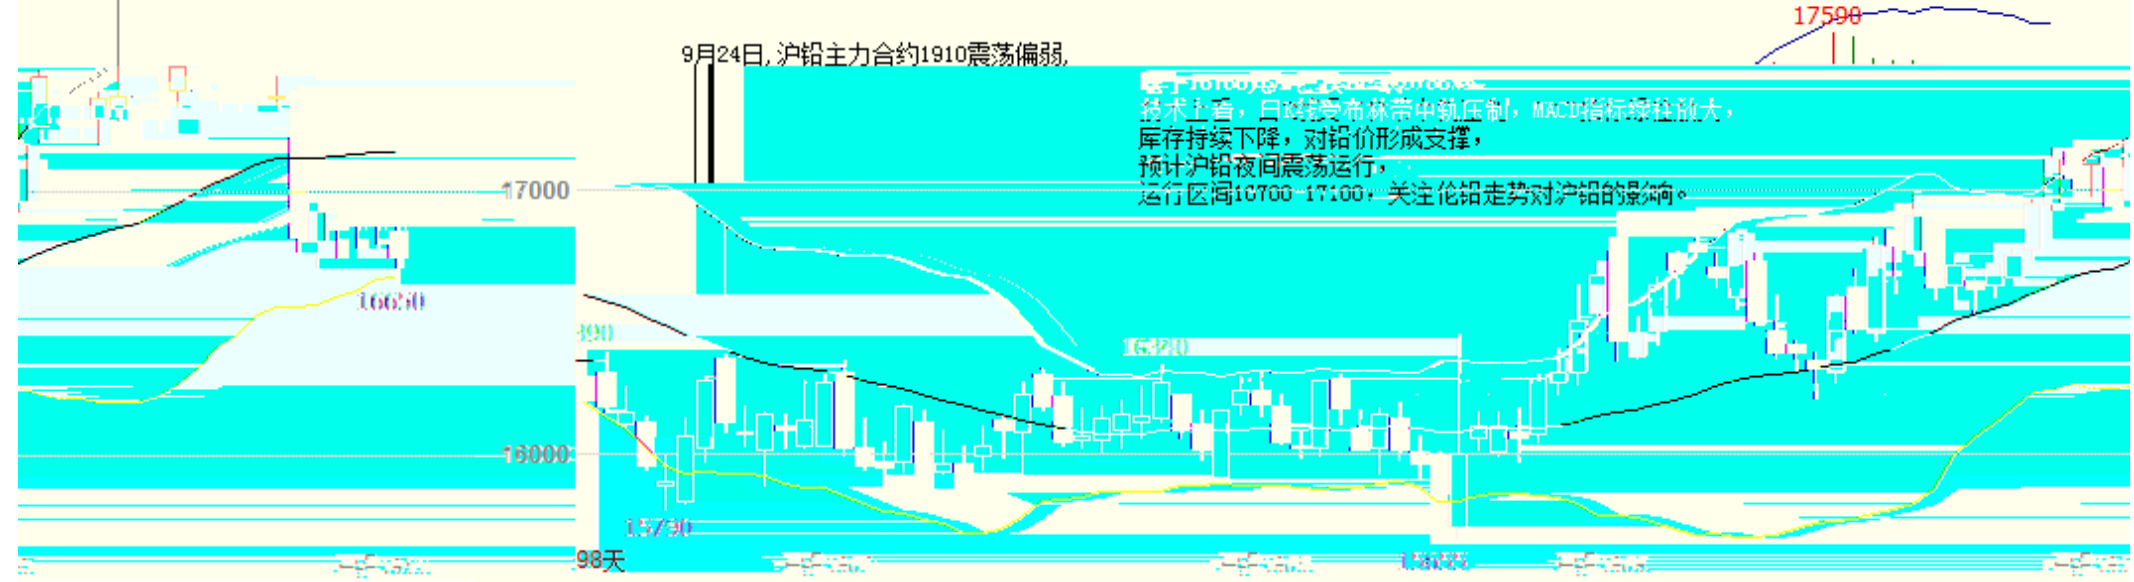 17590
9月24日,沪铅主力合约1910震荡偏弱,
技术上看，日K线受布林带中轨压制，MACD指标绿柱放大，
库存持续下降，对铅价形成支撑，
预计沪铅夜间震荡运行，
运行区间16700-17100，关注伦铅走势对沪铅的影响。
17000
16650
390
16000
15790
98天